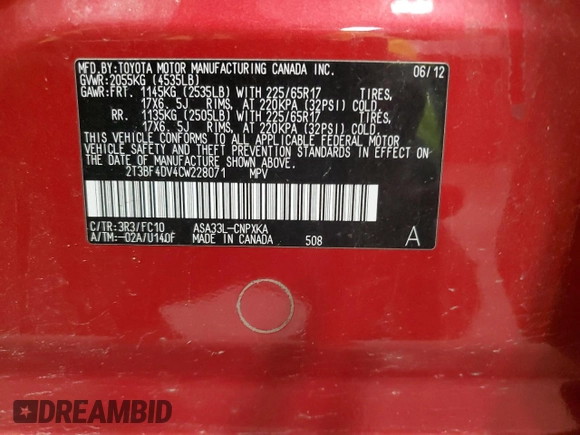 MFD.BY:TOYOTA MOTOR MANUFACTURING CANADA INC. 06/12
GVWR:2055KG (4535LB)
GAWR:FRT. 1145KG (2535LB) WITH 225/65R17 TIRES,
17X6.5J RIMS, AT 220KPA (32PSI) COLD
RR. 1135KG (2505LB) WITH 225/65R17 TIRES,
17X6.5J RIMS, AT 220KPA (32PSI) COLD
THIS VEHICLE CONFORMS TO ALL APPLICABLE FEDERAL MOTOR
VEHICLE SAFETY AND THEFT PREVENTION STANDARDS IN EFFECT
ON THE DATE OF MANUFACTURE SHOWN ABOVE.
2T3BF4DV4CW228071 MPV
C/TR:3R3/FC10 ASA33L-CNPXKA
A/TM:-02A/U140F MADE IN CANADA 508 A
DREAMBID